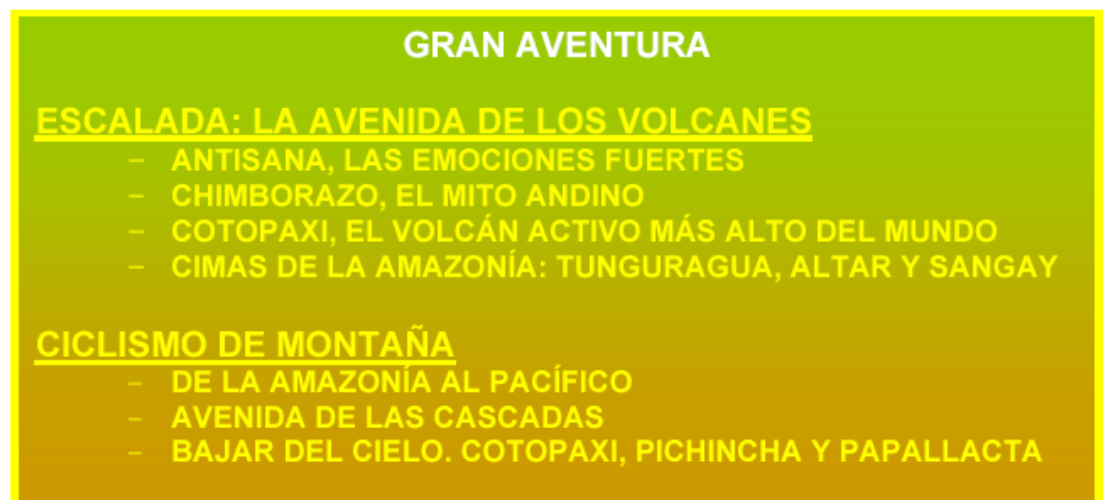 GRAN AVENTURA
ESCALADA: LA AVENIDA DE LOS VOLCANES
- ANTISANA, LAS EMOCIONES FUERTES
- CHIMBORAZO, EL MITO ANDINO
- COTOPAXI, EL VOLCÁN ACTIVO MÁS ALTO DEL MUNDO
- CIMAS DE LA AMAZONÍA: TUNGURAGUA, ALTAR Y SANGAY
CICLISMO DE MONTAÑA
- DE LA AMAZONÍA AL PACÍFICO
- AVENIDA DE LAS CASCADAS
- BAJAR DEL CIELO. COTOPAXI, PICHINCHA Y PAPALLACTA